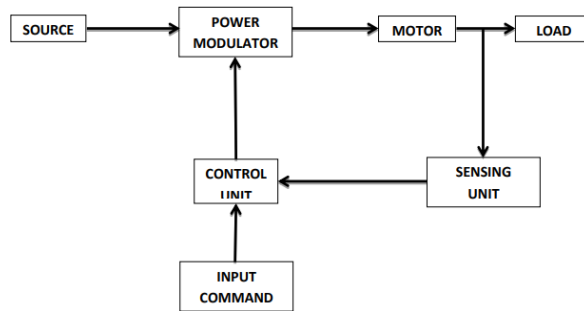 SOURCE
POWER
MODULATOR
MOTOR
LOAD
CONTROL
UNIT
SENSING
UNIT
INPUT
COMMAND